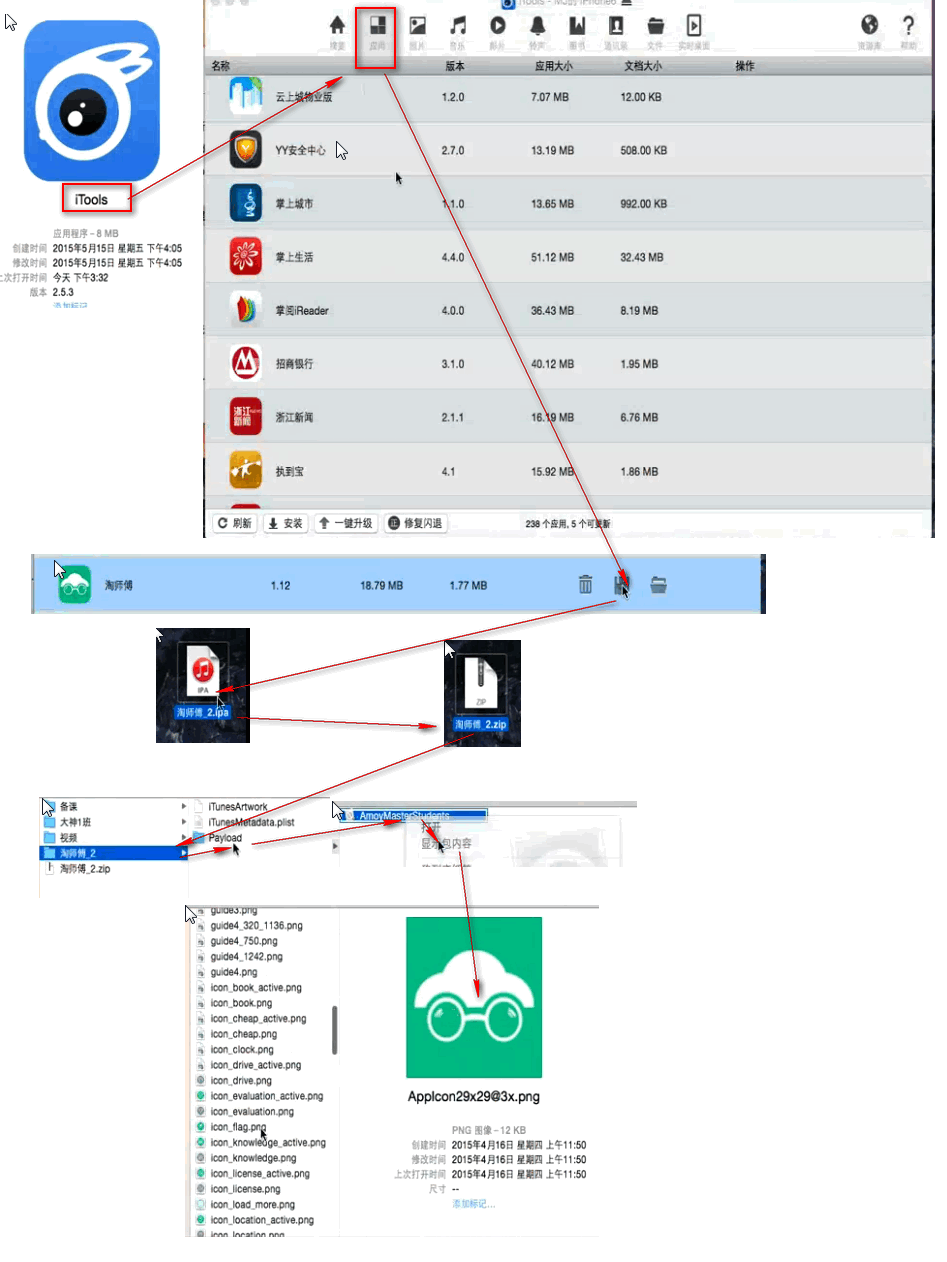 iTools
应用程序 – 8 MB
创建时间 2015年5月15日 星期五 下午4:05
修改时间 2015年5月15日 星期五 下午4:05
上次打开时间 今天 下午3:32
版本 2.5.3
添加标记
应用
照片
音乐
铃声
图书
通讯录
文件
实时桌面
资源库
帮助
名称 版本 应用大小 文档大小 操作
云上城物业版 1.2.0 7.07 MB 12.00 KB
YY安全中心 2.7.0 13.19 MB 508.00 KB
掌上城市 1.1.0 13.65 MB 992.00 KB
掌上生活 4.4.0 51.12 MB 32.43 MB
掌阅iReader 4.0.0 36.43 MB 8.19 MB
招商银行 3.1.0 40.12 MB 1.95 MB
浙江新闻 2.1.1 16.19 MB 6.76 MB
执到宝 4.1 15.92 MB 1.86 MB
刷新 安装 一键升级 修复闪退 238 个应用, 5 个可更新
淘师傅 1.12 18.79 MB 1.77 MB
IPA
淘师傅_2.ipa
ZIP
淘师傅_2.zip
备课
大神1班
视频
淘师傅_2
淘师傅_2.zip
iTunesArtwork
iTunesMetadata.plist
Payload
AmoyMasterStudents
打开
显示包内容
guide3.png
guide4_320_1136.png
guide4_750.png
guide4_1242.png
guide4.png
icon_book_active.png
icon_book.png
icon_cheap_active.png
icon_cheap.png
icon_clock.png
icon_drive_active.png
icon_drive.png
icon_evaluation_active.png
icon_evaluation.png
icon_flag.png
icon_knowledge_active.png
icon_knowledge.png
icon_license_active.png
icon_license.png
icon_load_more.png
icon_location_active.png
icon_location.png
AppIcon29x29@3x.png
PNG 图像 – 12 KB
创建时间 2015年4月16日 星期四 上午11:50
修改时间 2015年4月16日 星期四 上午11:50
上次打开时间 2015年4月16日 星期四 上午11:50
尺寸 --
添加标记...